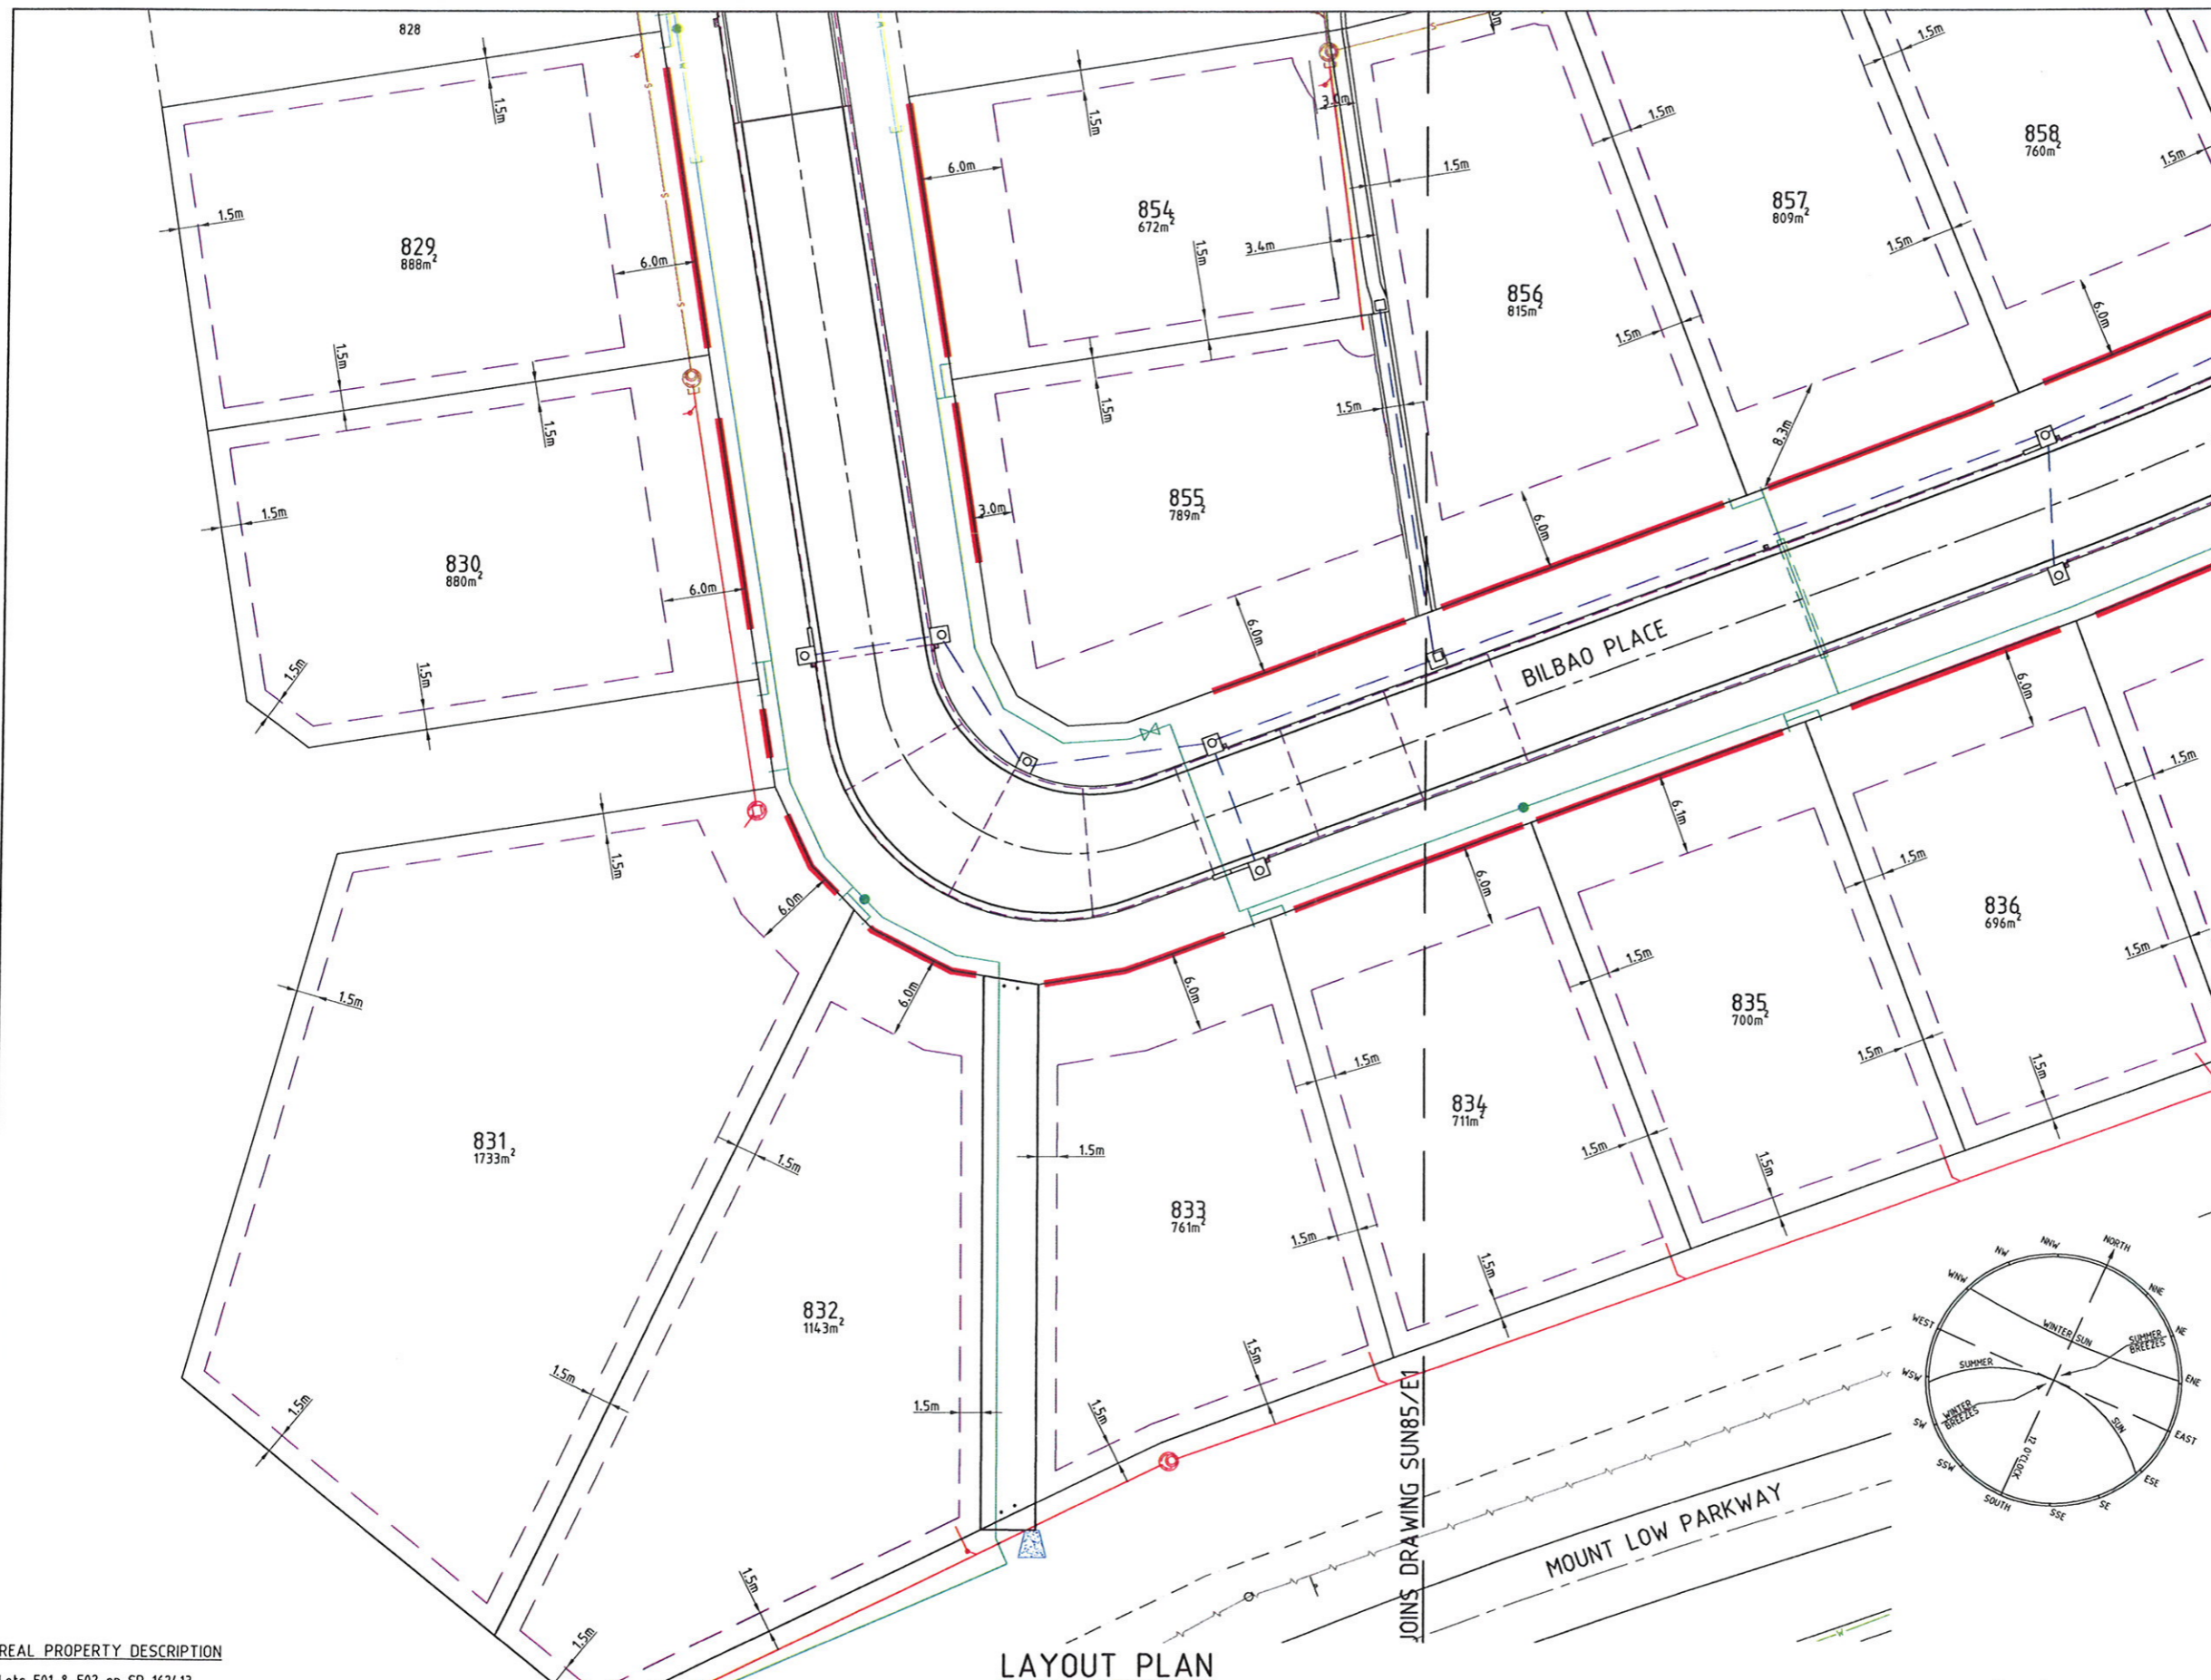 828
1.5m
1.5m
829
888m²
6.0m
1.5m
1.5m
830
880m²
1.5m
6.0m
1.5m
1.5m
1.5m
6.0m
854
672m²
1.5m
3.4m
3.0m
1.5m
855
789m²
3.0m
1.5m
6.0m
1.5m
856
815m²
1.5m
1.5m
6.0m
857
809m²
1.5m
1.5m
8.3m
858
760m²
1.5m
6.0m
BILBAO PLACE
831
1733m²
1.5m
6.0m
1.5m
1.5m
1.5m
832
1143m²
6.0m
1.5m
1.5m
1.5m
1.5m
833
761m²
6.0m
1.5m
1.5m
1.5m
1.5m
1.5m
834
711m²
6.0m
1.5m
1.5m
1.5m
835
700m²
6.1m
1.5m
1.5m
1.5m
836
696m²
6.0m
1.5m
1.5m
1.5m
NORTH
NNE
NE
ENE
EAST
ESE
SE
SSE
SOUTH
SSW
SW
WSW
WEST
WNW
NW
NNW
WINTER SUN
SUMMER
BREEZES
SUMMER
SUN
WINTER
BREEZES
12 O'CLOCK
JOINS DRAWING SUN85/E1
MOUNT LOW PARKWAY
LAYOUT PLAN
REAL PROPERTY DESCRIPTION